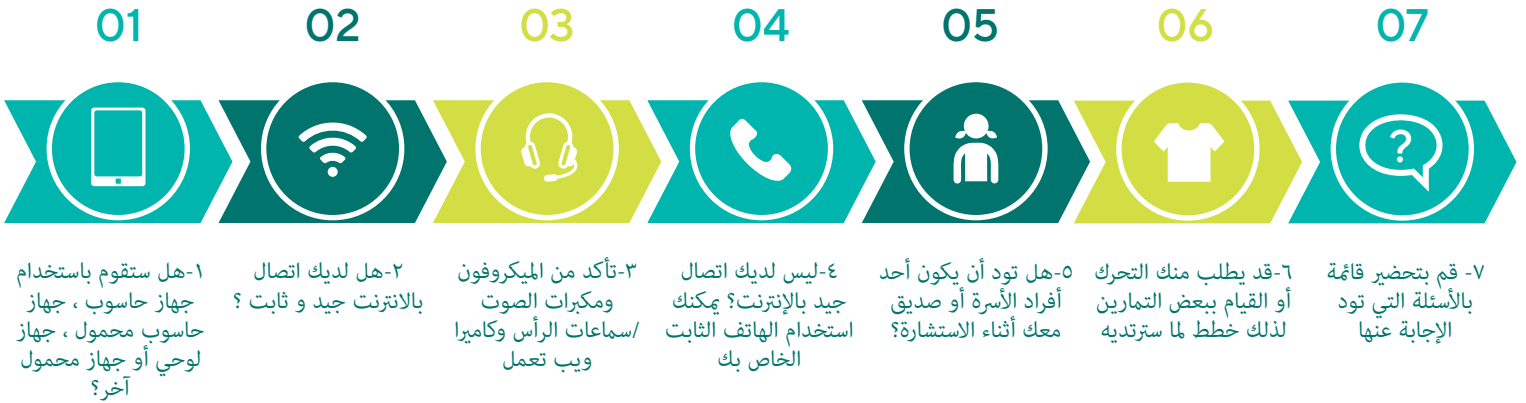 01
02
03
04
05
06
07
?
١-هل ستقوم باستخدام
جهاز حاسوب ، جهاز
حاسوب محمول ، جهاز
لوحي أو جهاز محمول
آخر؟
٢-هل لديك اتصال
بالانترنت جيد و ثابت ؟
٣-تأكد من الميكروفون
ومكبرات الصوت
/سماعات الرأس وكاميرا
ويب تعمل
٤-ليس لديك اتصال
جيد بالإنترنت؟ يمكنك
استخدام الهاتف الثابت
الخاص بك
٥-هل تود أن يكون أحد
أفراد الأسرة أو صديق
معك أثناء الاستشارة؟
٦-قد يطلب منك التحرك
أو القيام ببعض التمارين
لذلك خطط لما سترتديه
٧- قم بتحضير قائمة
بالأسئلة التي تود
الإجابة عنها